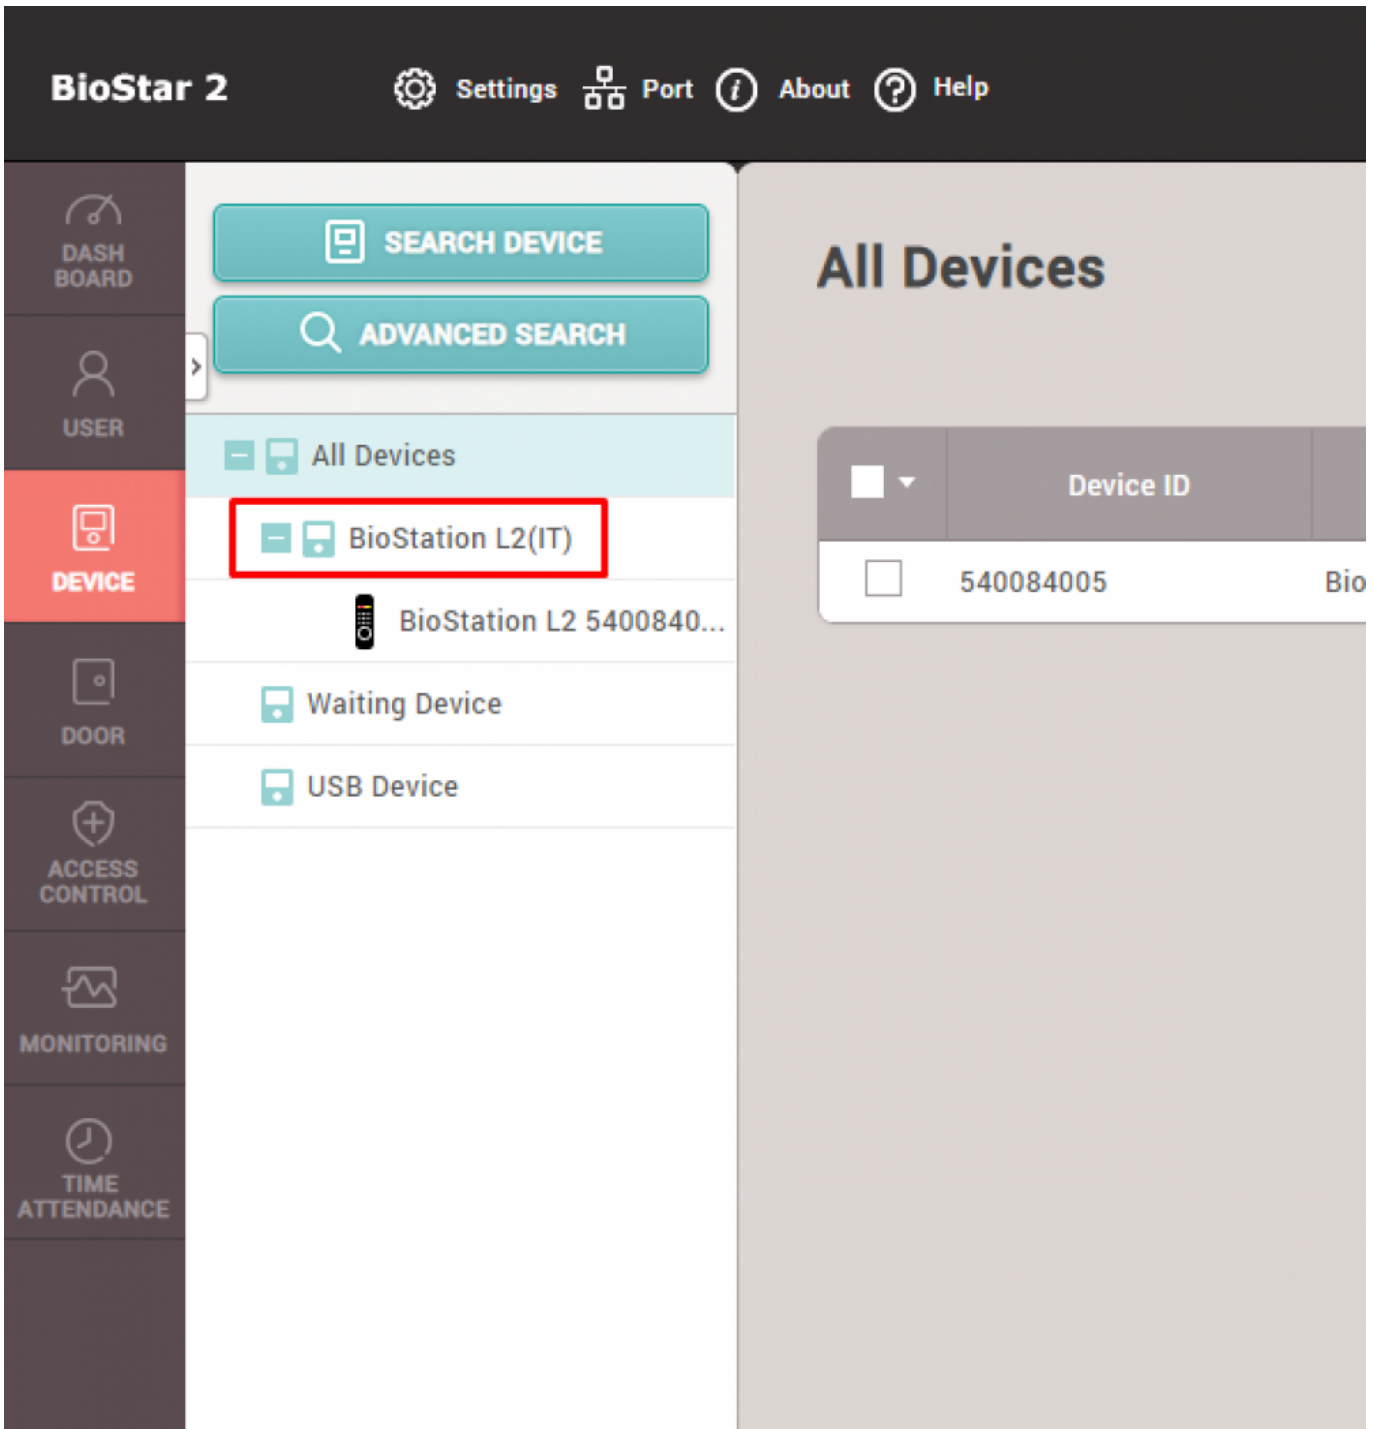 BioStar 2
Settings
Port
About
Help
DASH
BOARD
USER
DEVICE
DOOR
ACCESS
CONTROL
MONITORING
TIME
ATTENDANCE
SEARCH DEVICE
ADVANCED SEARCH
All Devices
BioStation L2(IT)
BioStation L2 5400840...
Waiting Device
USB Device
All Devices
Device ID
540084005
Bio